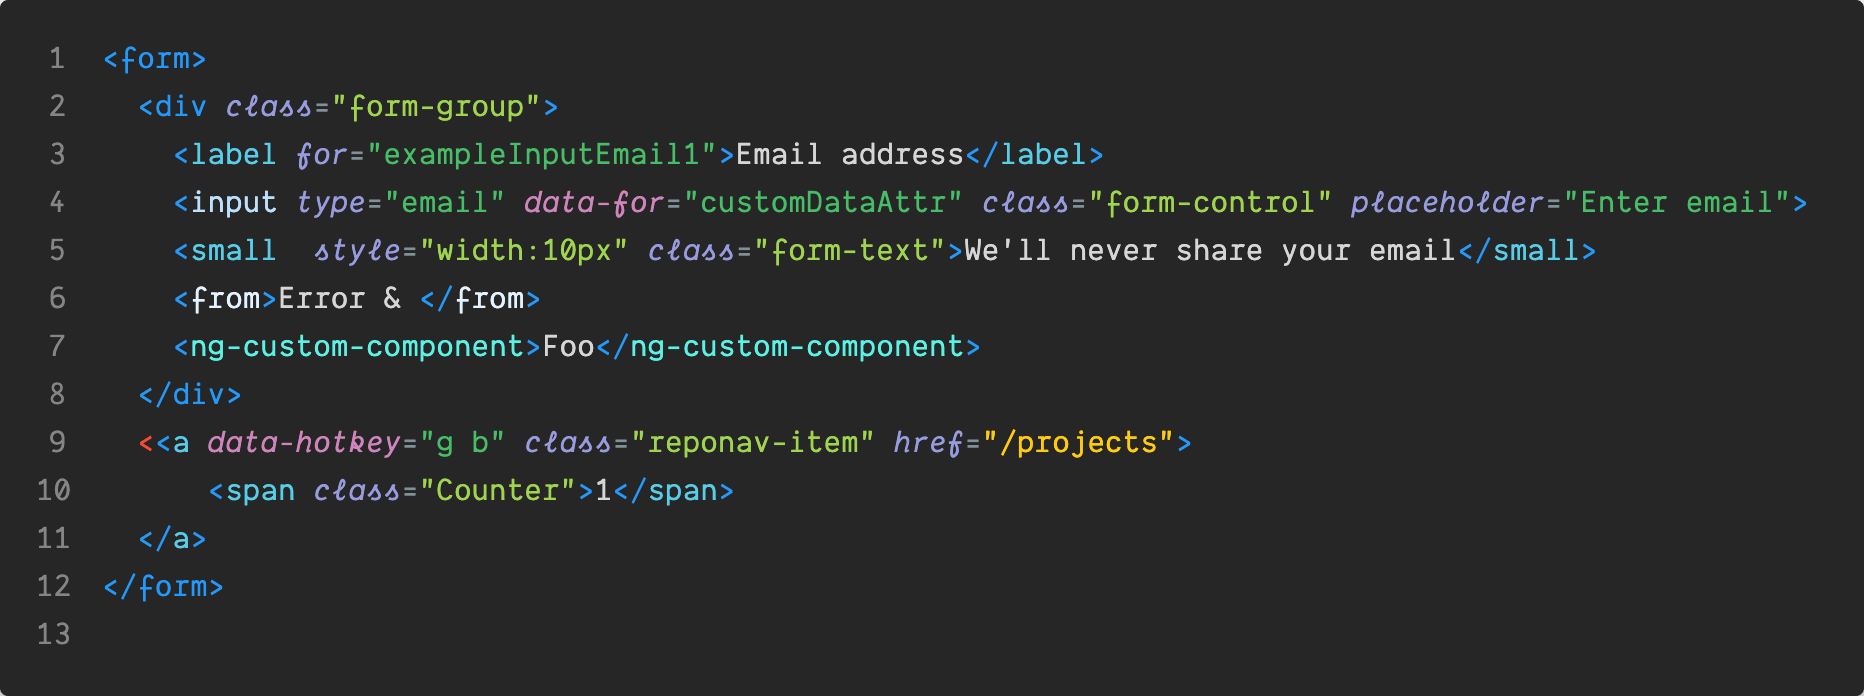 1 <form>
2 <div class="form-group">
3 <label for="exampleInputEmail1">Email address</label>
4 <input type="email" data-for="customDataAttr" class="form-control" placeholder="Enter email">
5 <small  style="width:10px" class="form-text">We'll never share your email</small>
6 <from>Error & </from>
7 <ng-custom-component>Foo</ng-custom-component>
8 </div>
9 <<a data-hotkey="g b" class="reponav-item" href="/projects">
10 <span class="Counter">1</span>
11 </a>
12 </form>
13